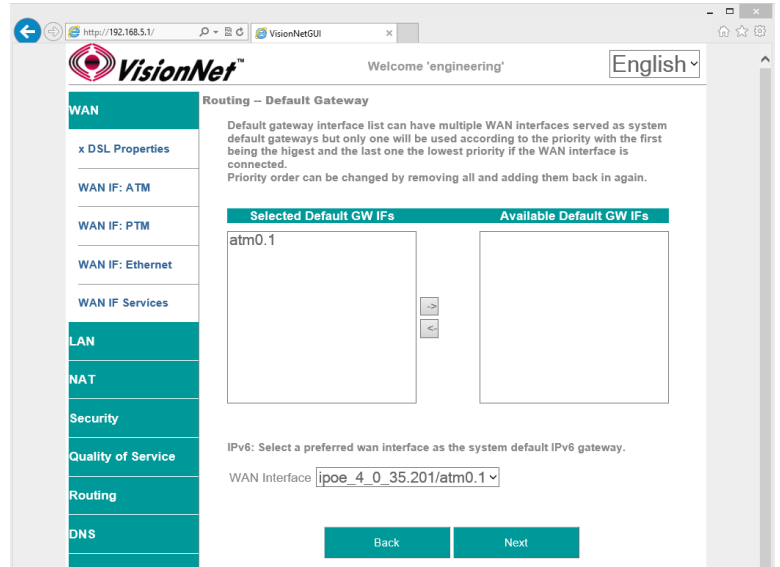 http://192.168.5.1/
VisionNetGUI
VisionNet™
Welcome 'engineering'
English
WAN
x DSL Properties
WAN IF: ATM
WAN IF: PTM
WAN IF: Ethernet
WAN IF Services
LAN
NAT
Security
Quality of Service
Routing
DNS
Routing -- Default Gateway
Default gateway interface list can have multiple WAN interfaces served as system
default gateways but only one will be used according to the priority with the first
being the higest and the last one the lowest priority if the WAN interface is
connected.
Priority order can be changed by removing all and adding them back in again.
Selected Default GW IFs
Available Default GW IFs
atm0.1
->
<-
IPv6: Select a preferred wan interface as the system default IPv6 gateway.
WAN Interface ipoe_4_0_35.201/atm0.1
Back
Next